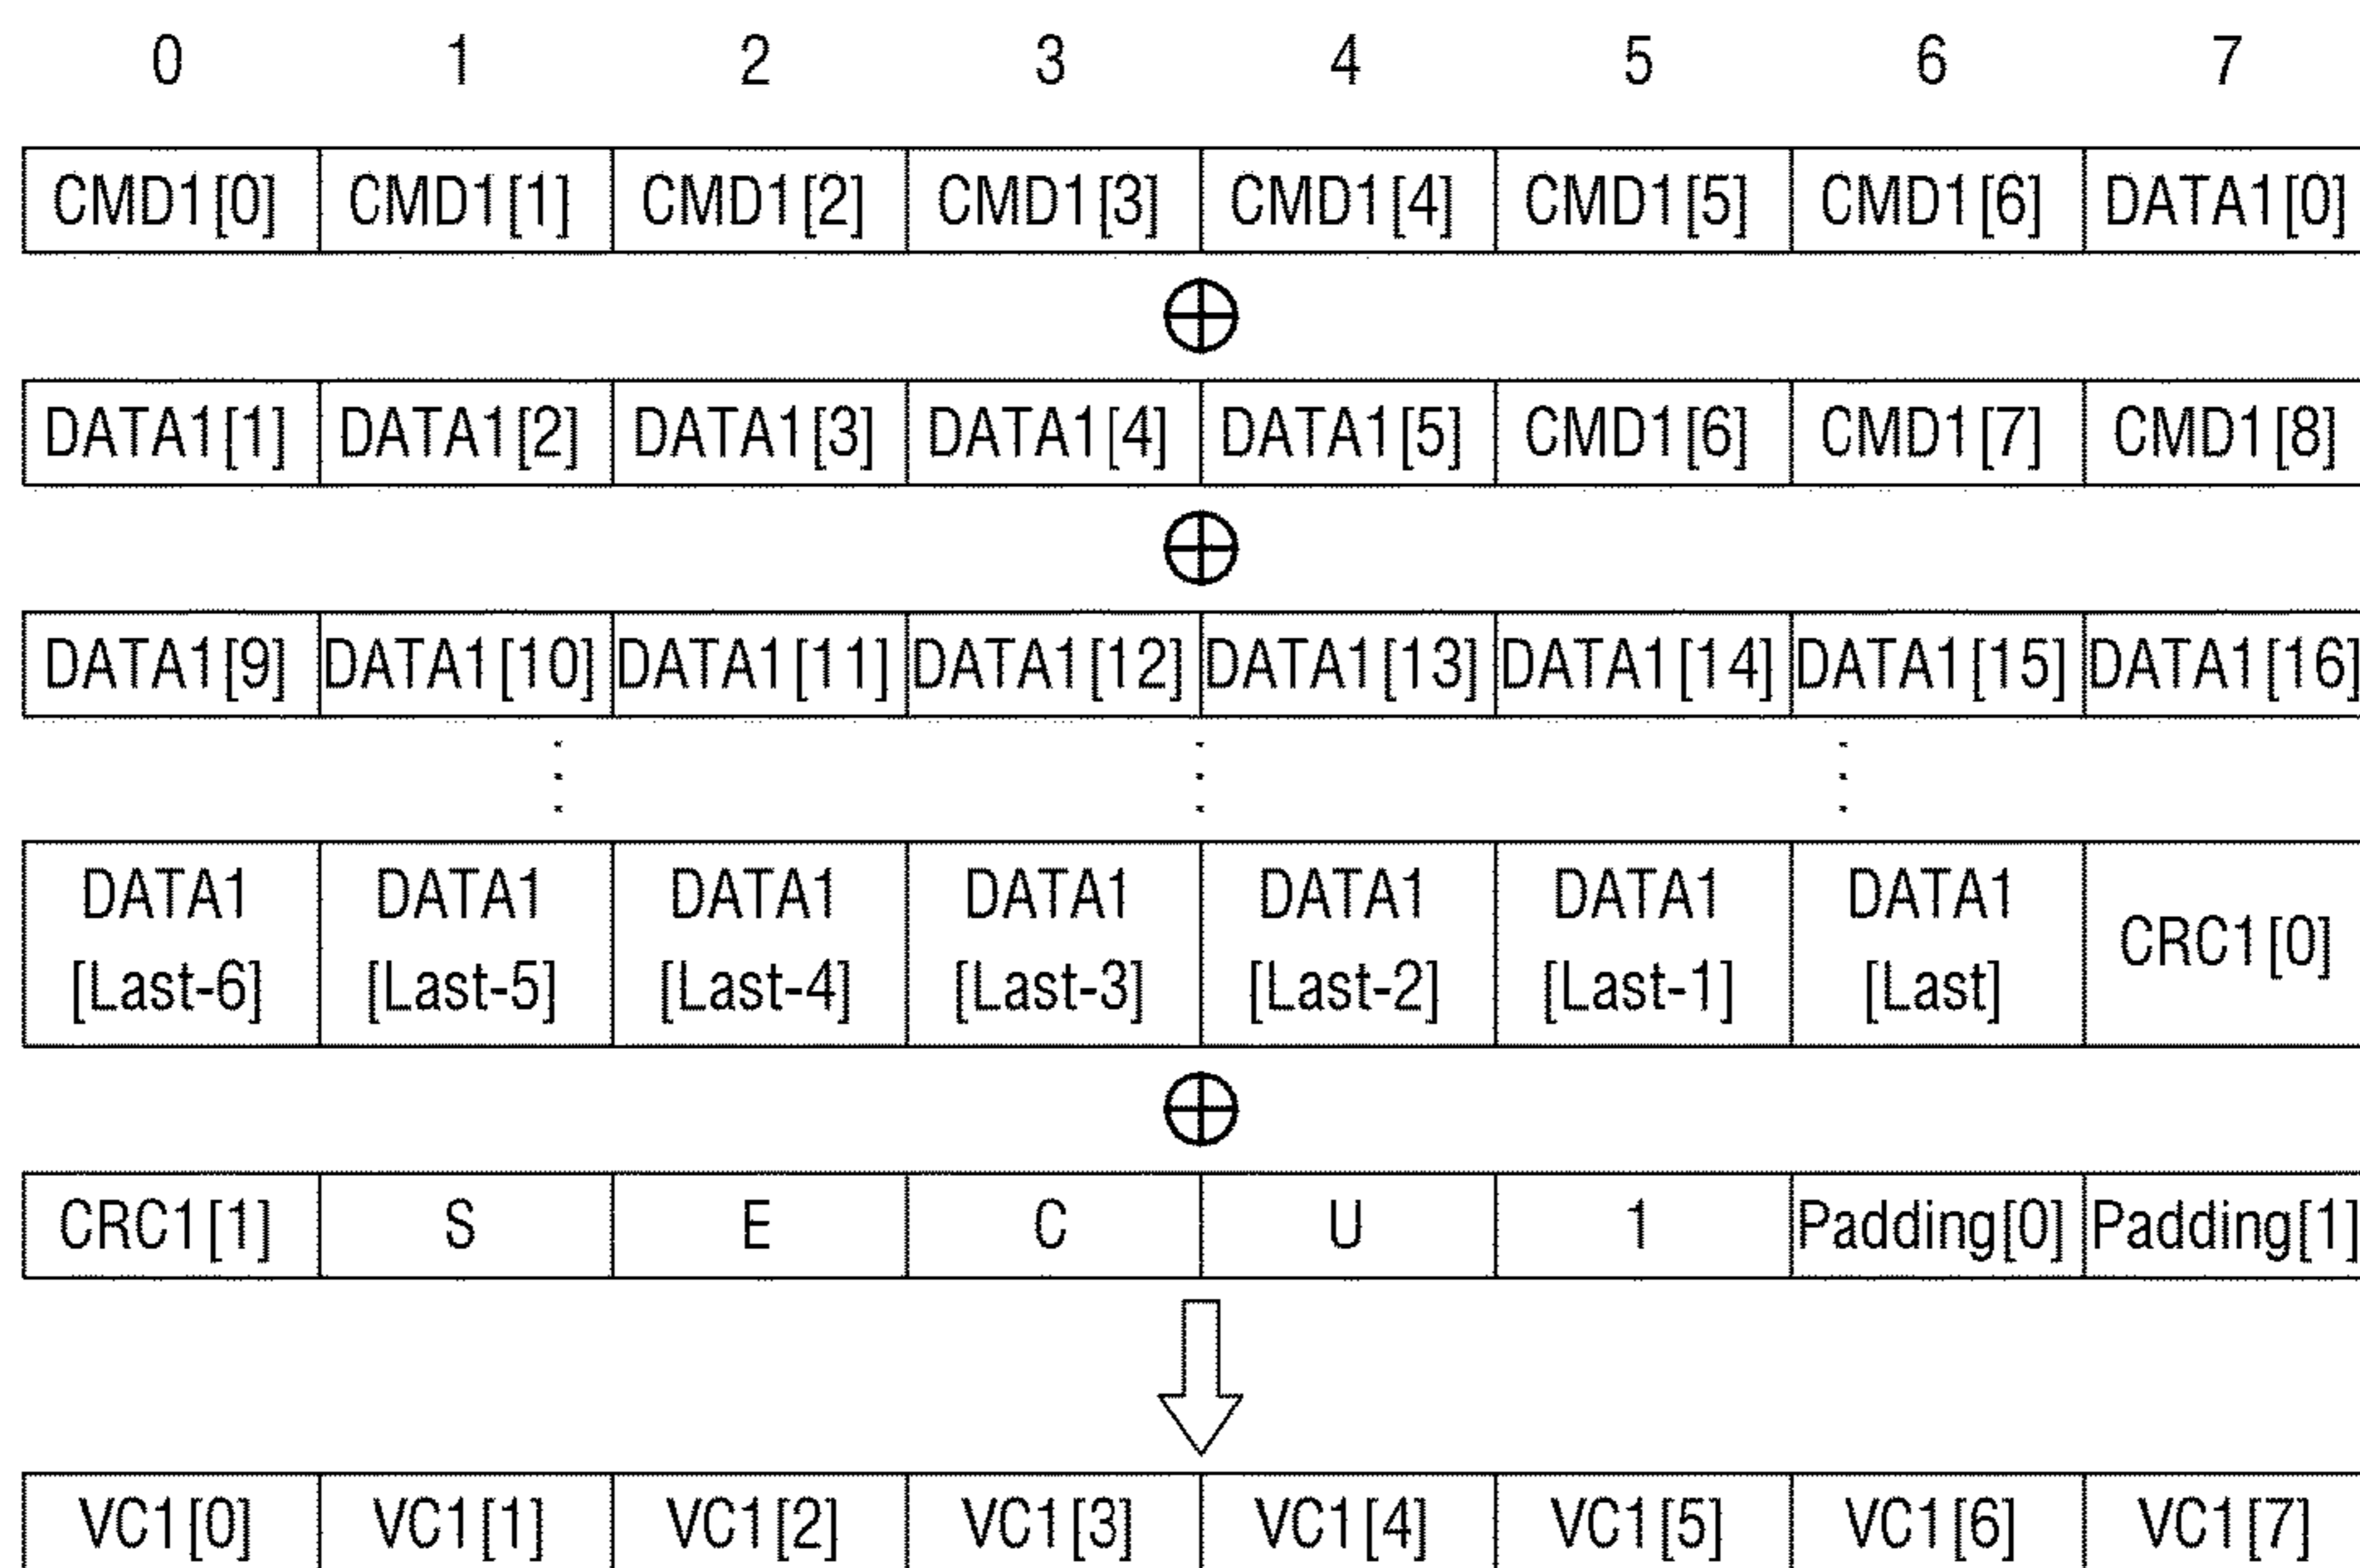 0 1 2 3 4 5 6 7
CMD1[0] CMD1[1] CMD1[2] CMD1[3] CMD1[4] CMD1[5] CMD1[6] DATA1[0]
⊕
DATA1[1] DATA1[2] DATA1[3] DATA1[4] DATA1[5] CMD1[6] CMD1[7] CMD1[8]
⊕
DATA1[9] DATA1[10] DATA1[11] DATA1[12] DATA1[13] DATA1[14] DATA1[15] DATA1[16]
DATA1 DATA1 DATA1 DATA1 DATA1 DATA1 DATA1
[Last-6] [Last-5] [Last-4] [Last-3] [Last-2] [Last-1] [Last] CRC1[0]
⊕
CRC1[1] S E C U 1 Padding[0] Padding[1]
VC1[0] VC1[1] VC1[2] VC1[3] VC1[4] VC1[5] VC1[6] VC1[7]